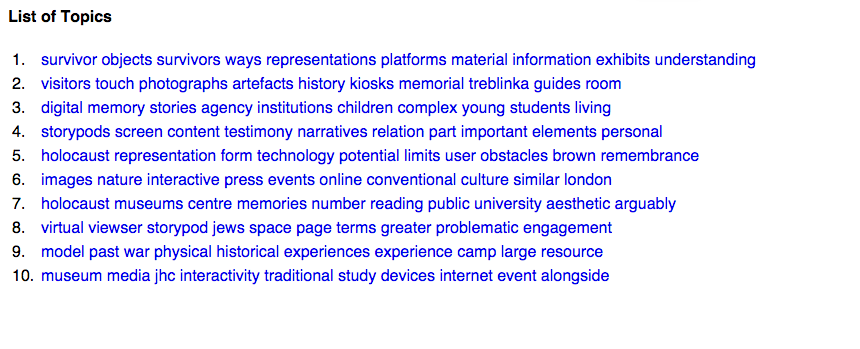 List of Topics
1. survivor objects survivors ways representations platforms material information exhibits understanding
2. visitors touch photographs artefacts history kiosks memorial treblinka guides room
3. digital memory stories agency institutions children complex young students living
4. storypods screen content testimony narratives relation part important elements personal
5. holocaust representation form technology potential limits user obstacles brown remembrance
6. images nature interactive press events online conventional culture similar london
7. holocaust museums centre memories number reading public university aesthetic arguably
8. virtual viewser storypod jews space page terms greater problematic engagement
9. model past war physical historical experiences experience camp large resource
10. museum media jhc interactivity traditional study devices internet event alongside